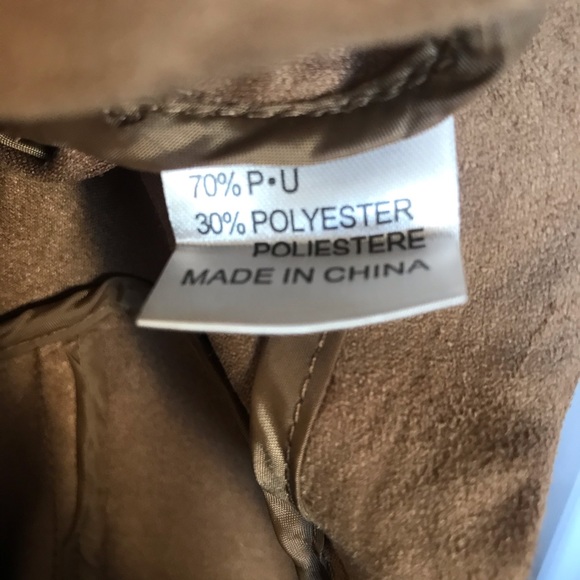 70% P•U
30% POLYESTER
POLIESTERE
MADE IN CHINA